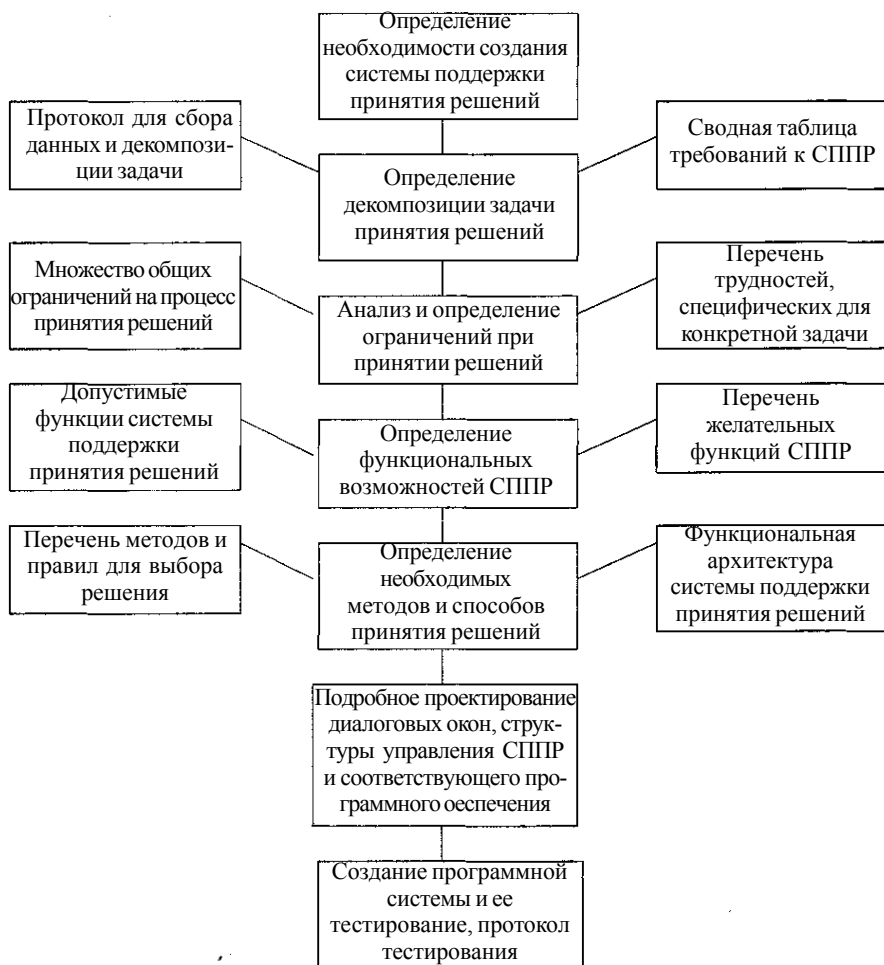 Определение
необходимости создания
системы поддержки
принятия решений
Протокол для сбора
данных и декомпози-
ции задачи
Сводная таблица
требований к СППР
Определение
декомпозиции задачи
принятия решений
Множество общих
ограничений на процесс
принятия решений
Перечень
трудностей,
специфических для
конкретной задачи
Анализ и определение
ограничений при
принятии решений
Допустимые
функции системы
поддержки
принятия решений
Перечень
желательных
функций СППР
Определение
функциональных
возможностей СППР
Перечень методов и
правил для выбора
решения
Функциональная
архитектура
системы поддержки
принятия решений
Определение
необходимых
методов и способов
принятия решений
Подробное проектирование
диалоговых окон, струк-
туры управления СППР
и соответствующего про-
граммного оеспечения
Создание программной
системы и ее
тестирование, протокол
тестирования